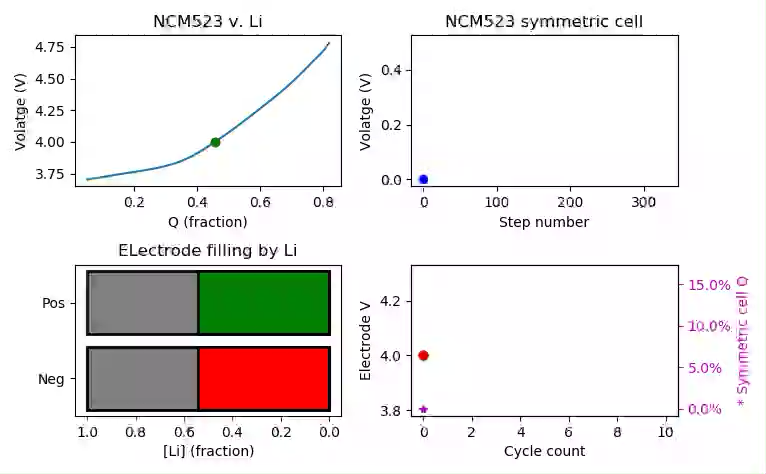 NCM523 v. Li
4.75
4.50
4.25
4.00
3.75
Volatge (V)
0.2 0.4 0.6 0.8
Q (fraction)
NCM523 symmetric cell
0.4
0.2
0.0
Volatge (V)
0 100 200 300
Step number
ELectrode filling by Li
Pos
Neg
1.0 0.8 0.6 0.4 0.2 0.0
[Li] (fraction)
4.2
4.0
3.8
Electrode V
0 2 4 6 8 10
Cycle count
15.0%
10.0%
5.0%
0.0%
* Symmetric cell Q